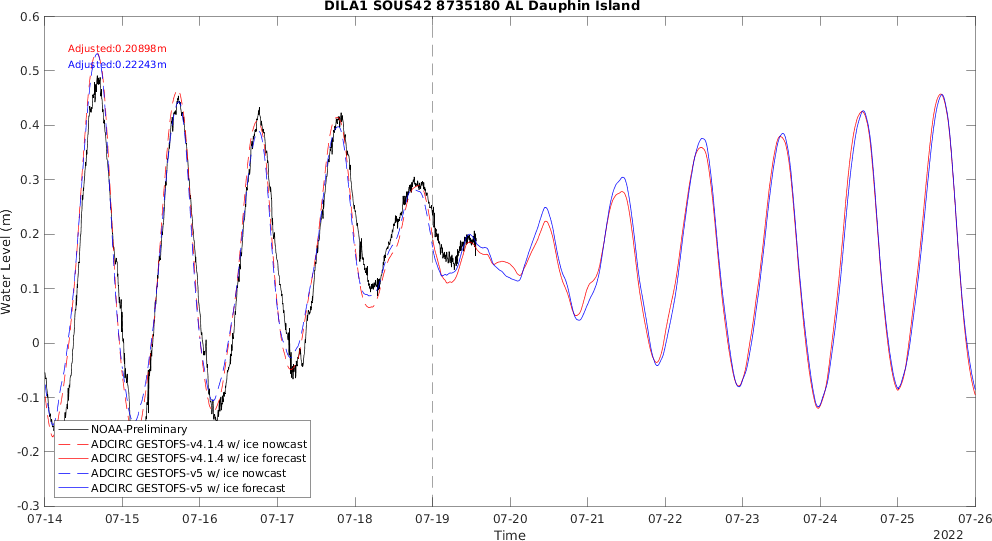 DILA1 SOUS42 8735180 AL Dauphin Island
0.6
0.5
0.4
0.3
0.2
0.1
0
-0.1
-0.2
-0.3
Water Level (m)
Adjusted:0.20898m
Adjusted:0.22243m
NOAA-Preliminary
ADCIRC GESTOFS-v4.1.4 w/ ice nowcast
ADCIRC GESTOFS-v4.1.4 w/ ice forecast
ADCIRC GESTOFS-v5 w/ ice nowcast
ADCIRC GESTOFS-v5 w/ ice forecast
07-14 07-15 07-16 07-17 07-18 07-19 07-20 07-21 07-22 07-23 07-24 07-25 07-26
Time
2022